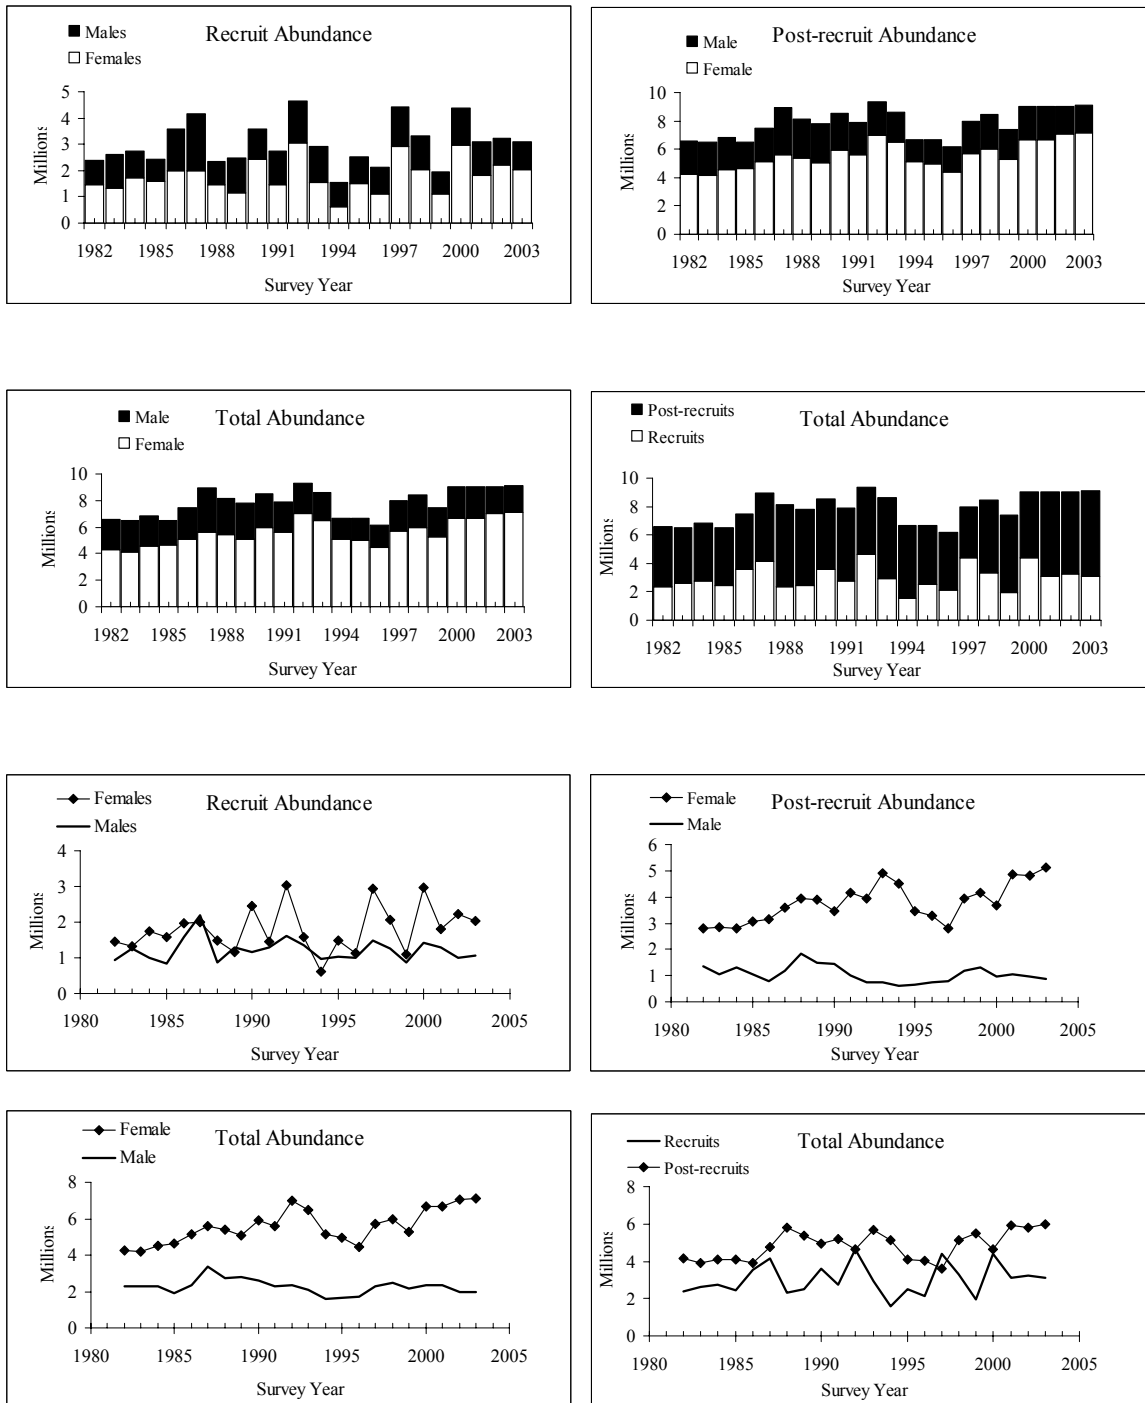 Recruit Abundance
Males
Females
Millions
5
4
3
2
1
0
1982 1985 1988 1991 1994 1997 2000 2003
Survey Year
Post-recruit Abundance
Male
Female
Millions
10
8
6
4
2
0
1982 1985 1988 1991 1994 1997 2000 2003
Survey Year
Total Abundance
Male
Female
Millions
10
8
6
4
2
0
1982 1985 1988 1991 1994 1997 2000 2003
Survey Year
Total Abundance
Post-recruits
Recruits
Millions
10
8
6
4
2
0
1982 1985 1988 1991 1994 1997 2000 2003
Survey Year
Recruit Abundance
Females
Males
Millions
4
3
2
1
0
1980 1985 1990 1995 2000 2005
Survey Year
Post-recruit Abundance
Female
Male
Millions
6
5
4
3
2
1
0
1980 1985 1990 1995 2000 2005
Survey Year
Total Abundance
Female
Male
Millions
8
6
4
2
0
1980 1985 1990 1995 2000 2005
Survey Year
Total Abundance
Recruits
Post-recruits
Millions
8
6
4
2
0
1980 1985 1990 1995 2000 2005
Survey Year